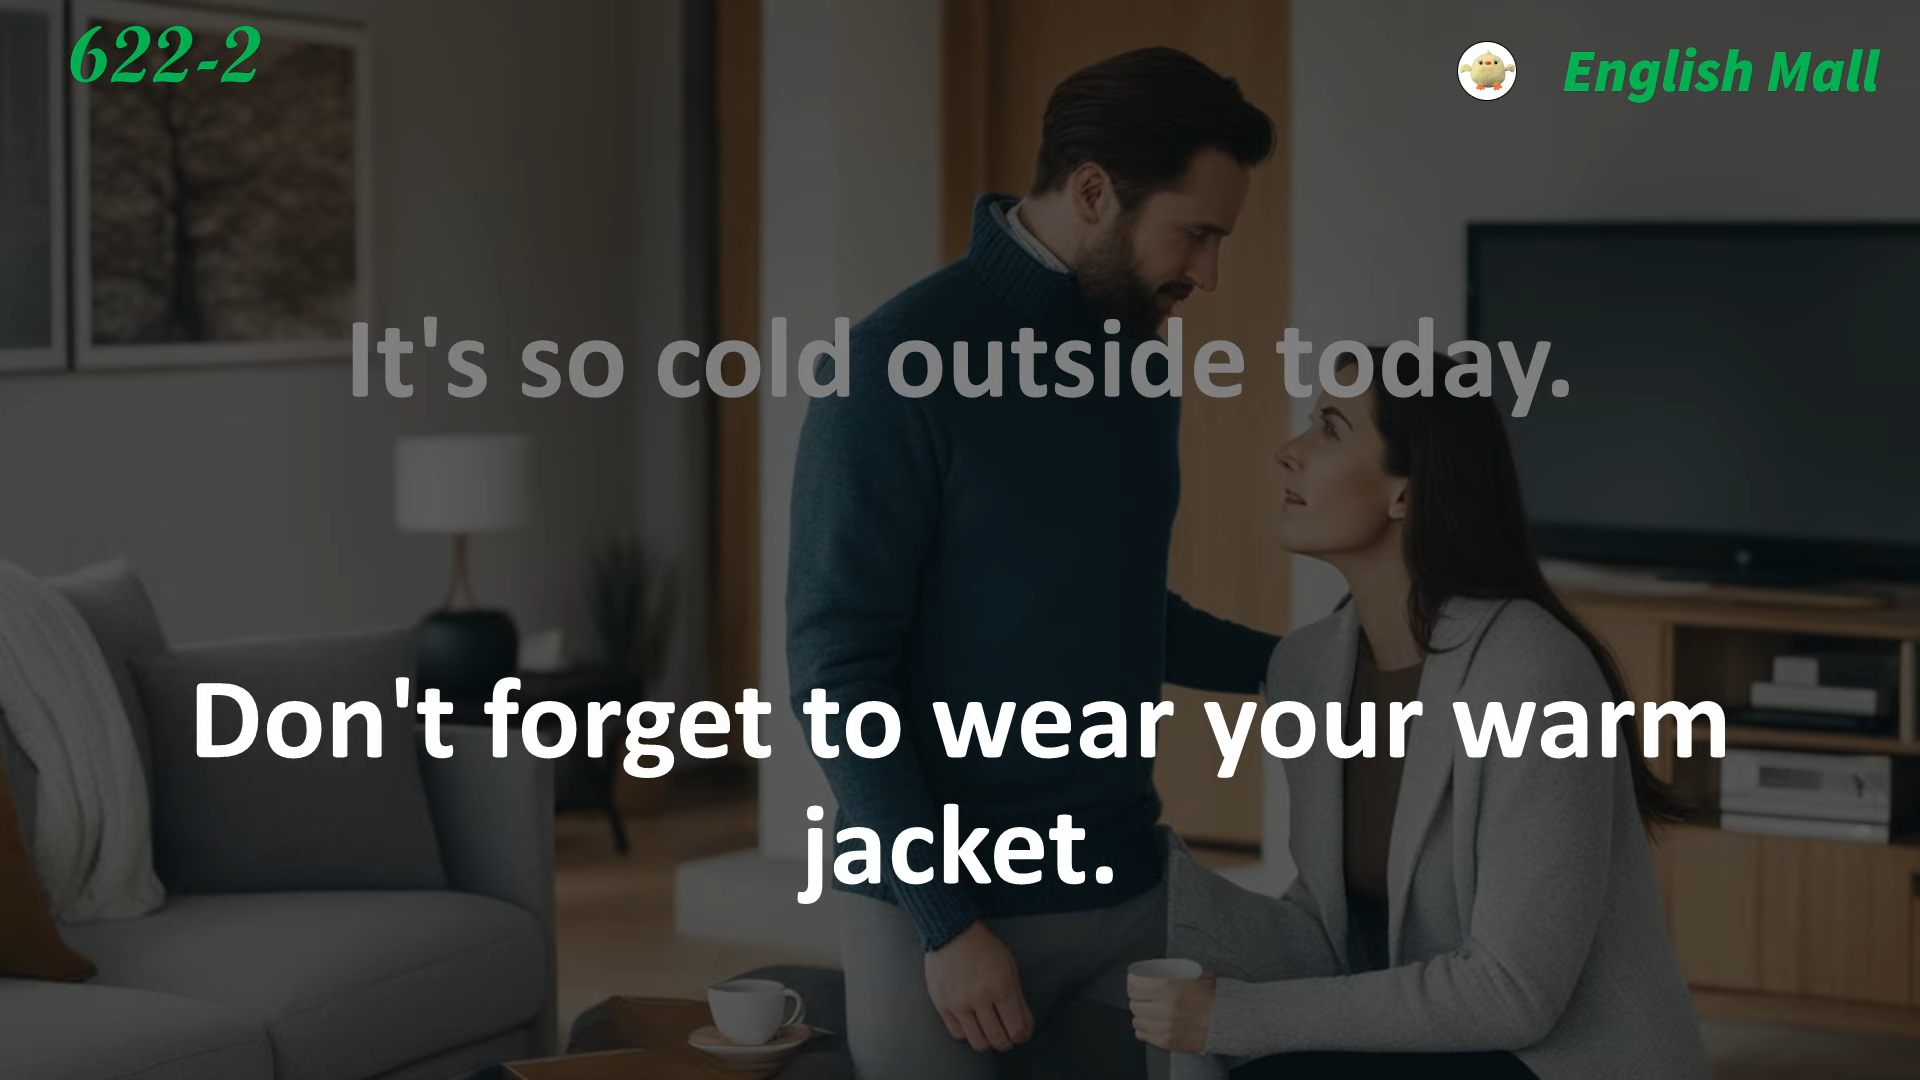 622-2
English Mall
It's so cold outside today.
Don't forget to wear your warm
jacket.